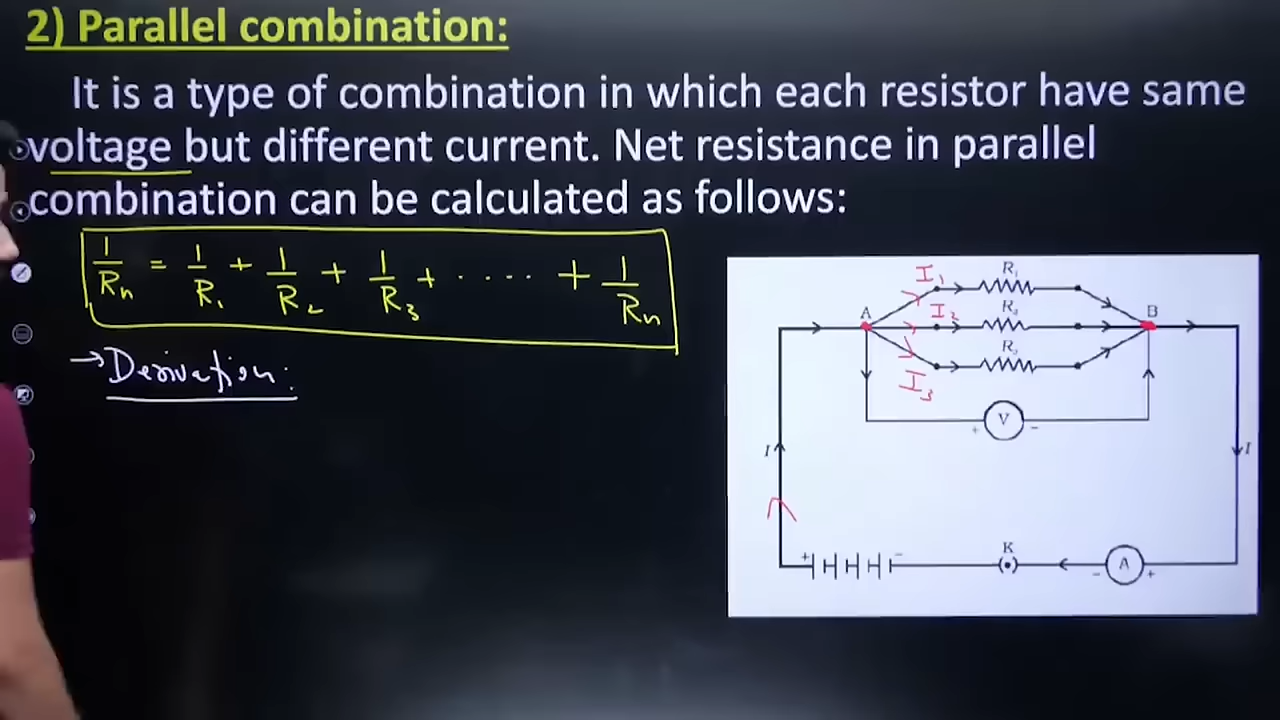 2) Parallel combination:
It is a type of combination in which each resistor have same
voltage but different current. Net resistance in parallel
combination can be calculated as follows:
1/Rn = 1/R1 + 1/R2 + 1/R3 + ..... + 1/Rn
→ Derivation:
I1 R1
A I2 R2 B
R3
I3
+ V -
I I
+ - K - A +